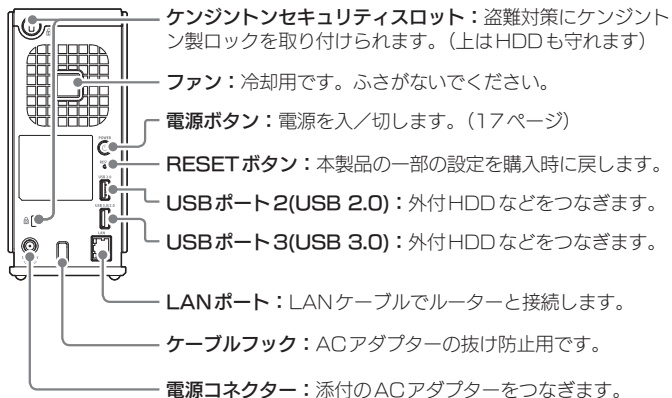 ケンジントンセキュリティスロット：盗難対策にケンジント
ン製ロックを取り付けられます。（上はHDDも守れます）
ファン：冷却用です。ふさがないでください。
電源ボタン：電源を入／切します。（17ページ）
RESETボタン：本製品の一部の設定を購入時に戻します。
USBポート2(USB 2.0)：外付HDDなどをつなぎます。
USBポート3(USB 3.0)：外付HDDなどをつなぎます。
LANポート：LANケーブルでルーターと接続します。
ケーブルフック：ACアダプターの抜け防止用です。
電源コネクター：添付のACアダプターをつなぎます。
POWER
USB 2.0
LAN